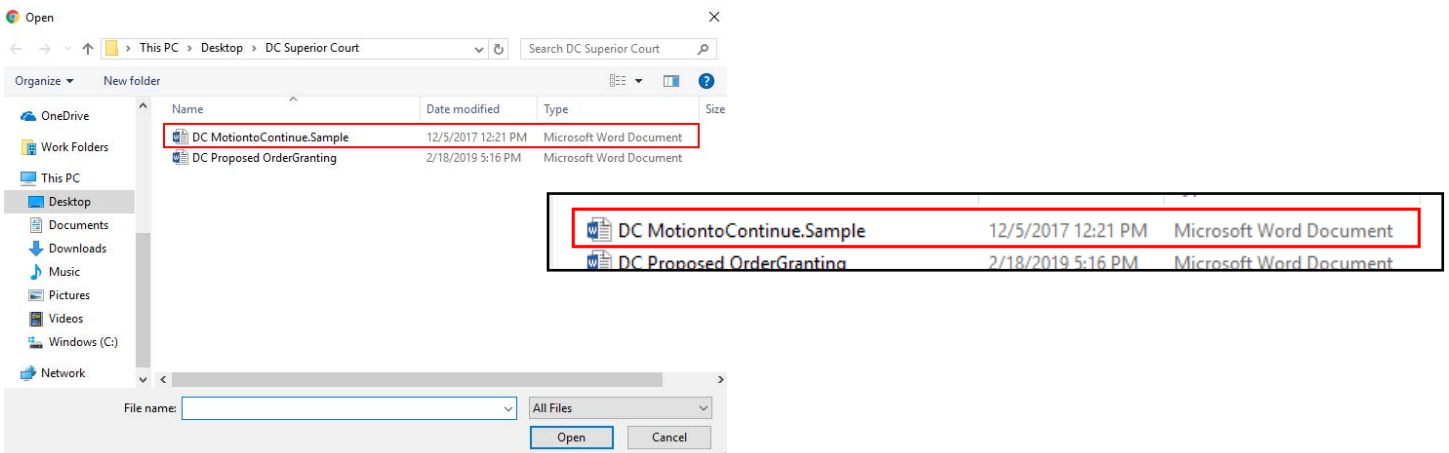 Open
This PC > Desktop > DC Superior Court
Search DC Superior Court
Organize New folder
Name Date modified Type Size
OneDrive
Work Folders
This PC
Desktop
Documents
Downloads
Music
Pictures
Videos
Windows (C:)
Network
DC MotiontoContinue.Sample 12/5/2017 12:21 PM Microsoft Word Document
DC Proposed OrderGranting 2/18/2019 5:16 PM Microsoft Word Document
File name: All Files
Open Cancel
DC MotiontoContinue.Sample 12/5/2017 12:21 PM Microsoft Word Document
DC Proposed OrderGranting 2/18/2019 5:16 PM Microsoft Word Document